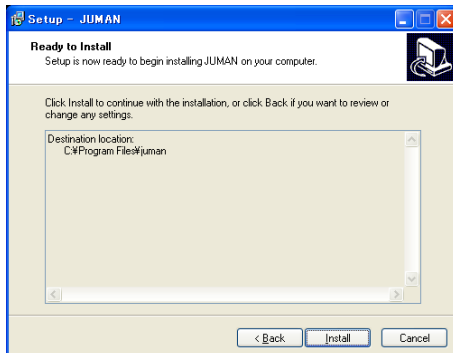 Setup - JUMAN
Ready to Install
Setup is now ready to begin installing JUMAN on your computer.
Click Install to continue with the installation, or click Back if you want to review or
change any settings.
Destination location:
C:¥Program Files¥juman
< Back
Install
Cancel